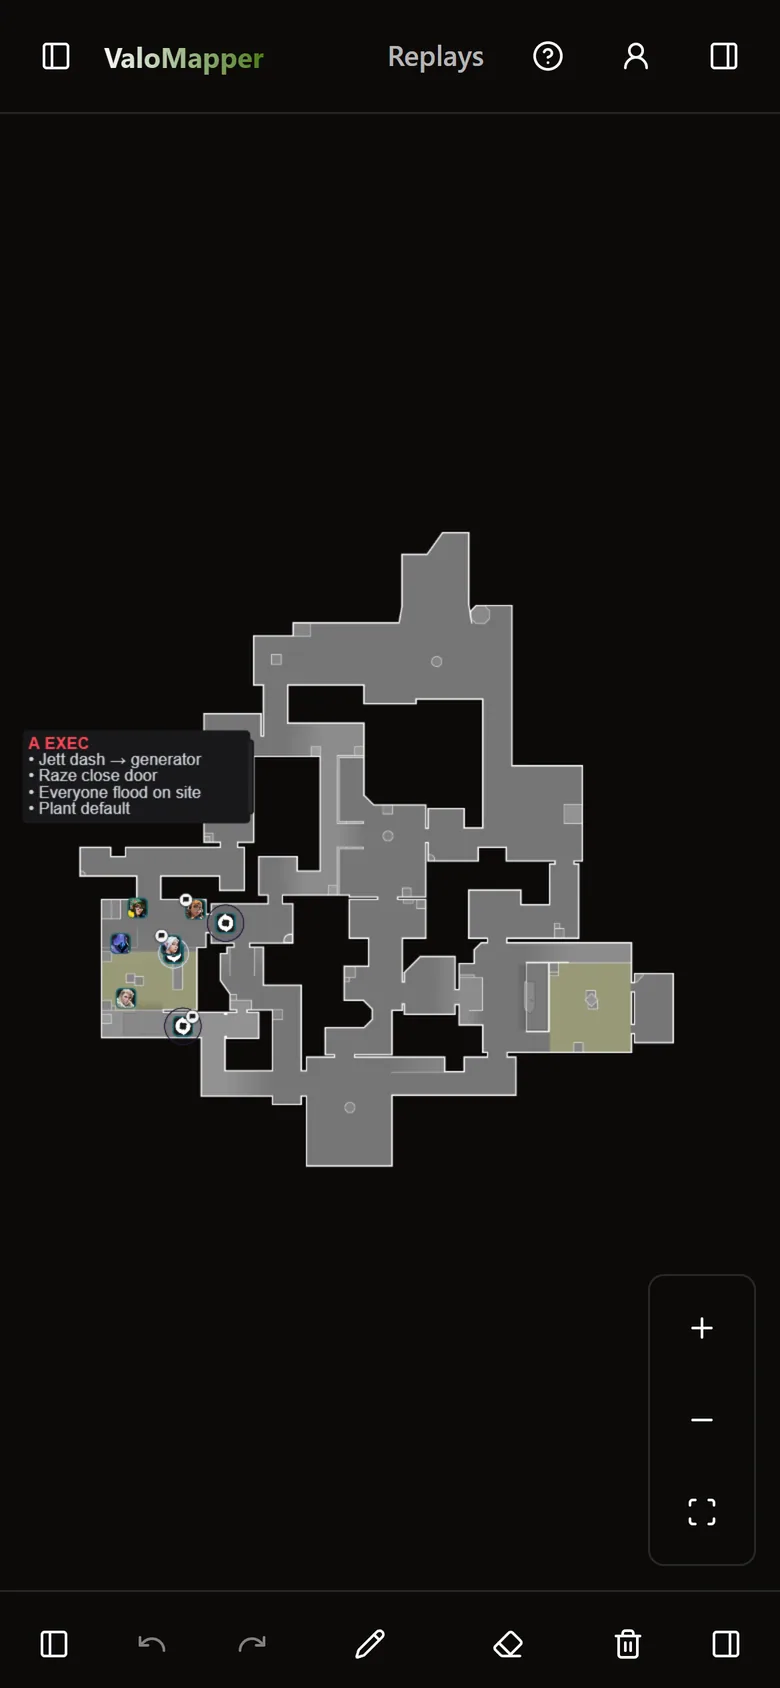 ValoMapper
Replays
A EXEC
• Jett dash → generator
• Raze close door
• Everyone flood on site
• Plant default